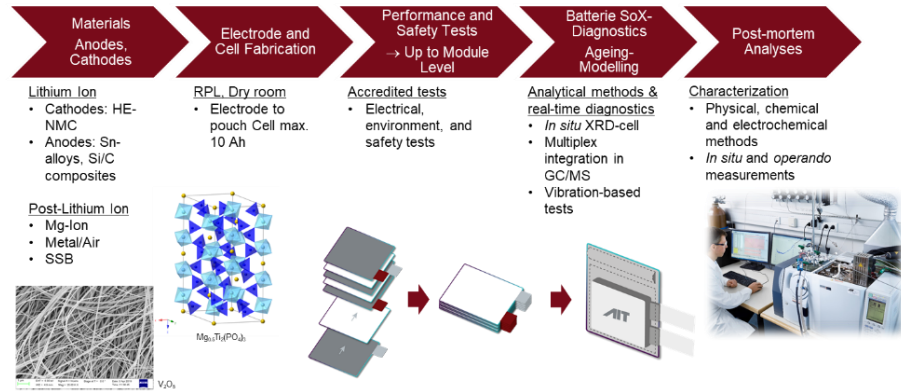 Materials
Anodes,
Cathodes
Electrode and
Cell Fabrication
Performance and
Safety Tests
→ Up to Module
Level
Batterie SoX-
Diagnostics
Ageing-
Modelling
Post-mortem
Analyses
Lithium Ion
• Cathodes: HE-
NMC
• Anodes: Sn-
alloys, Si/C
composites
Post-Lithium Ion
• Mg-Ion
• Metal/Air
• SSB
RPL, Dry room
• Electrode to
pouch Cell max.
10 Ah
Accredited tests
• Electrical,
environment, and
safety tests
Analytical methods &
real-time diagnostics
• In situ XRD-cell
• Multiplex
integration in
GC/MS
• Vibration-based
tests
Characterization
• Physical, chemical
and electrochemical
methods
• In situ and operando
measurements
Mg₀.₅Ti₂(PO₄)₃
V₂O₅
AIT